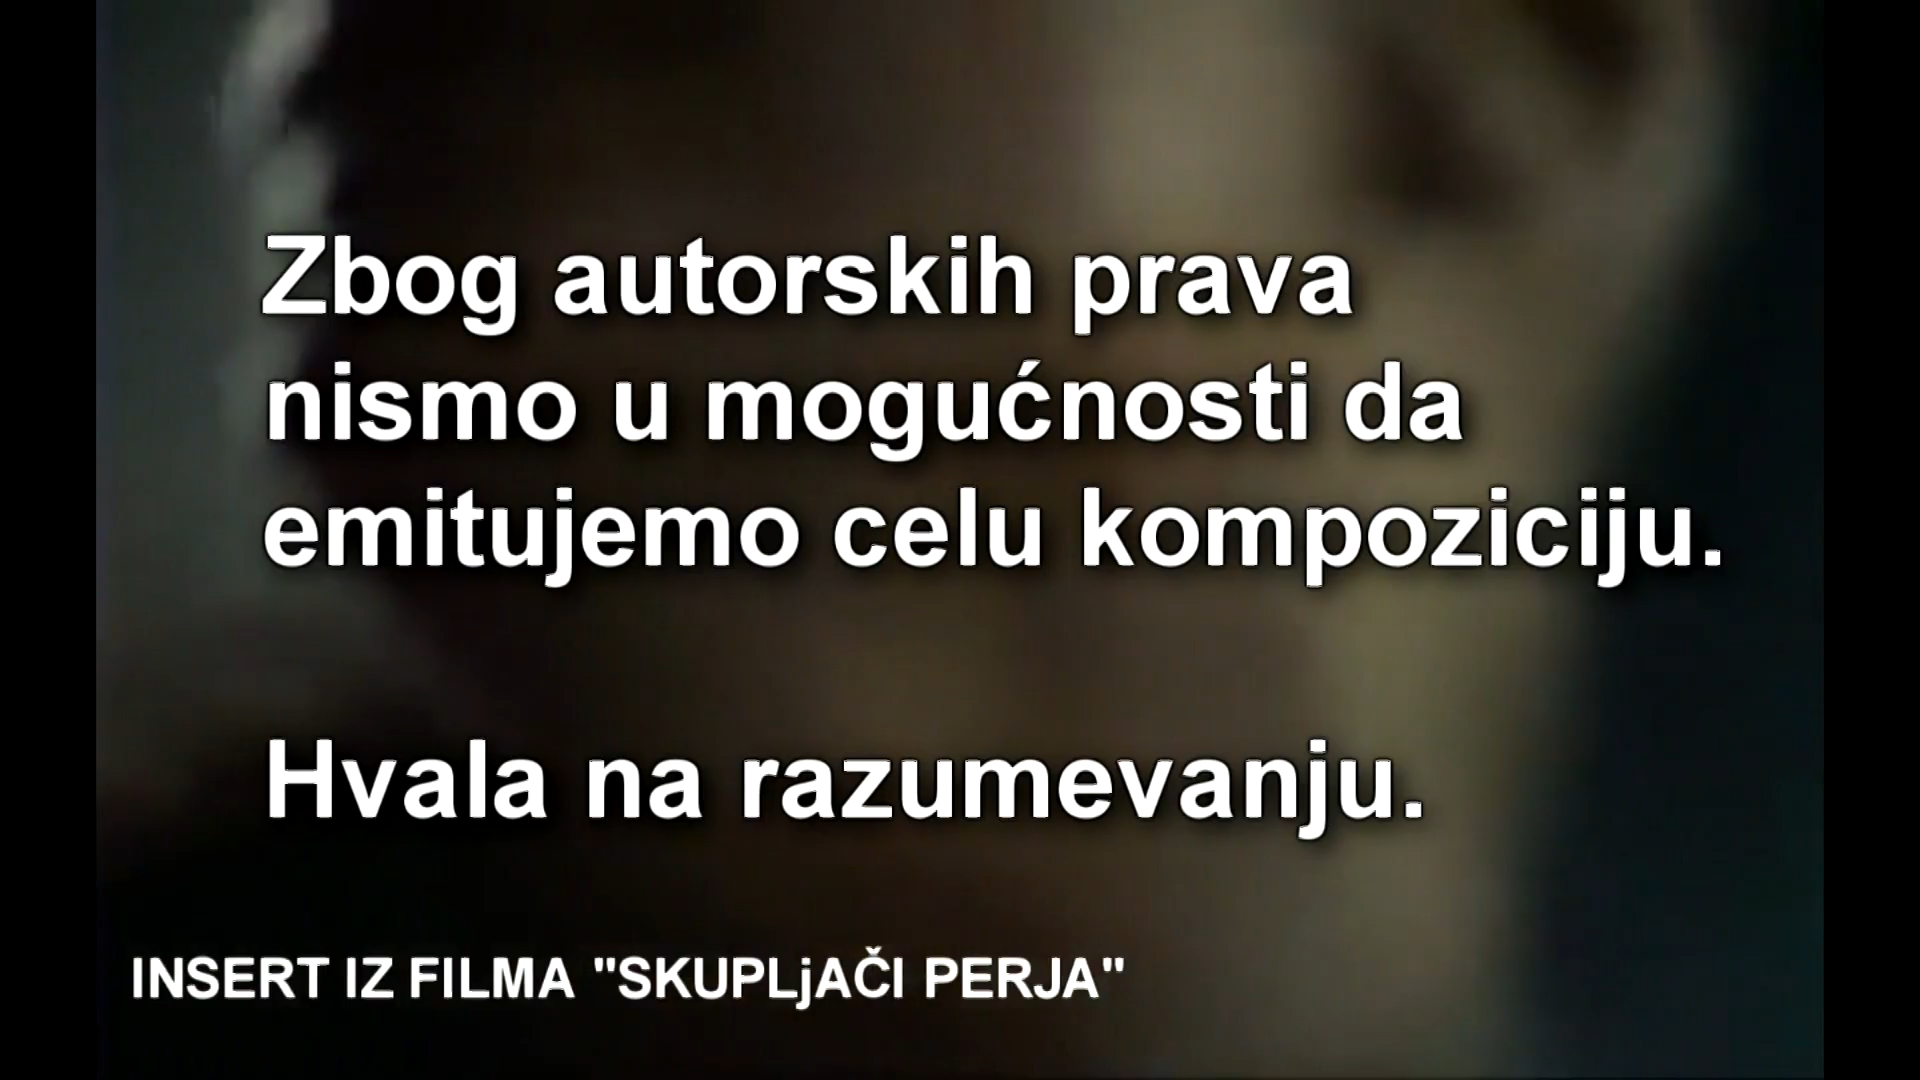 Zbog autorskih prava
nismo u mogućnosti da
emitujemo celu kompoziciju.
Hvala na razumevanju.
INSERT IZ FILMA "SKUPLjAČI PERJA"